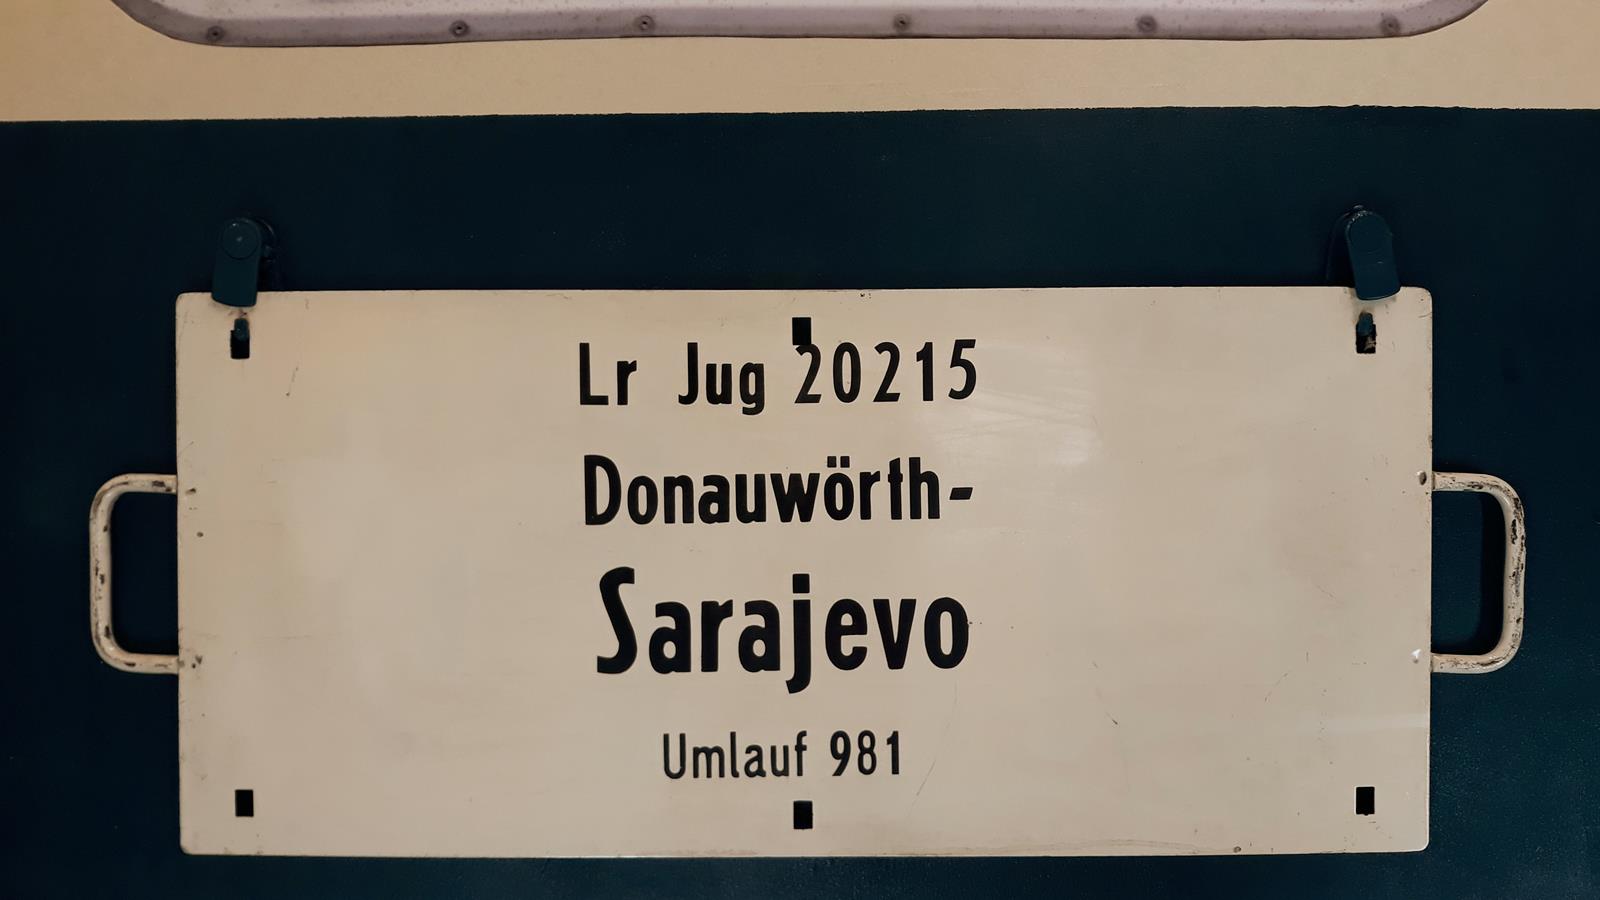 Lr Jug 20215
Donauwörth-
Sarajevo
Umlauf 981